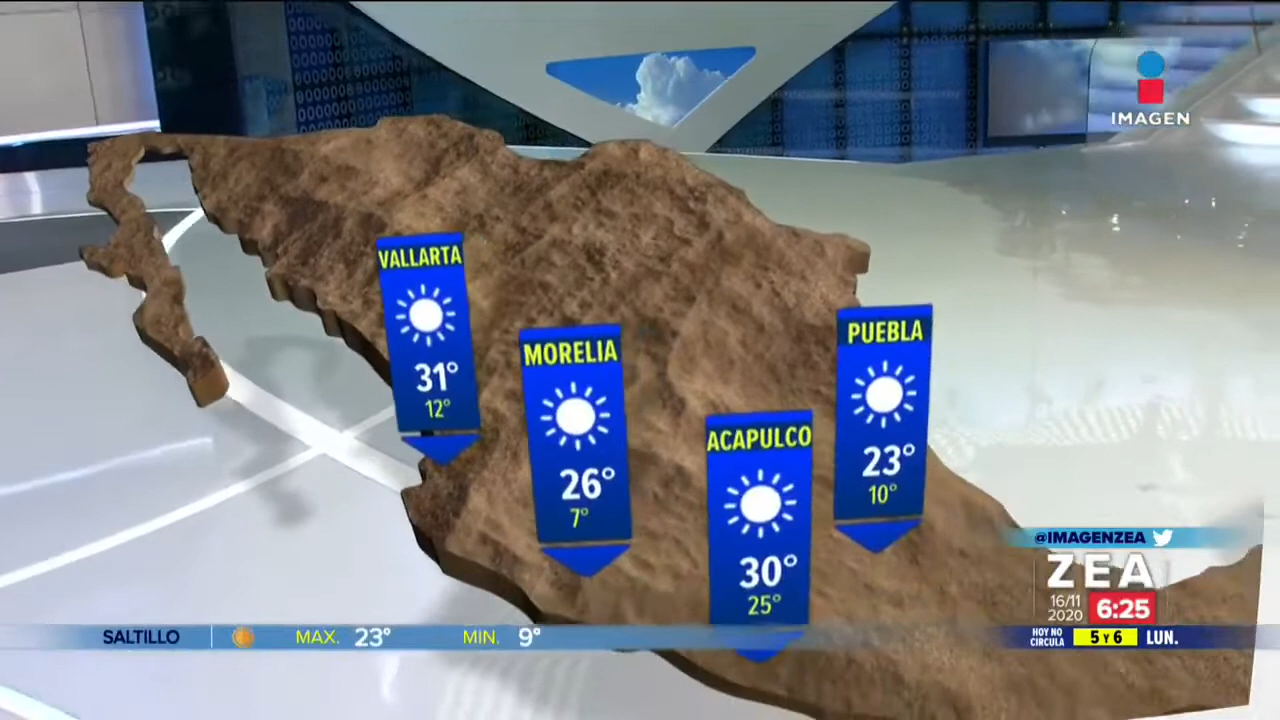 IMAGEN
VALLARTA
31°
12°
MORELIA
26°
7°
ACAPULCO
30°
25°
PUEBLA
23°
10°
@IMAGENZEA
ZEA
16/11
2020
6:25
SALTILLO
MAX. 23°
MIN. 9°
HOY NO
CIRCULA
5 Y 6
LUN.